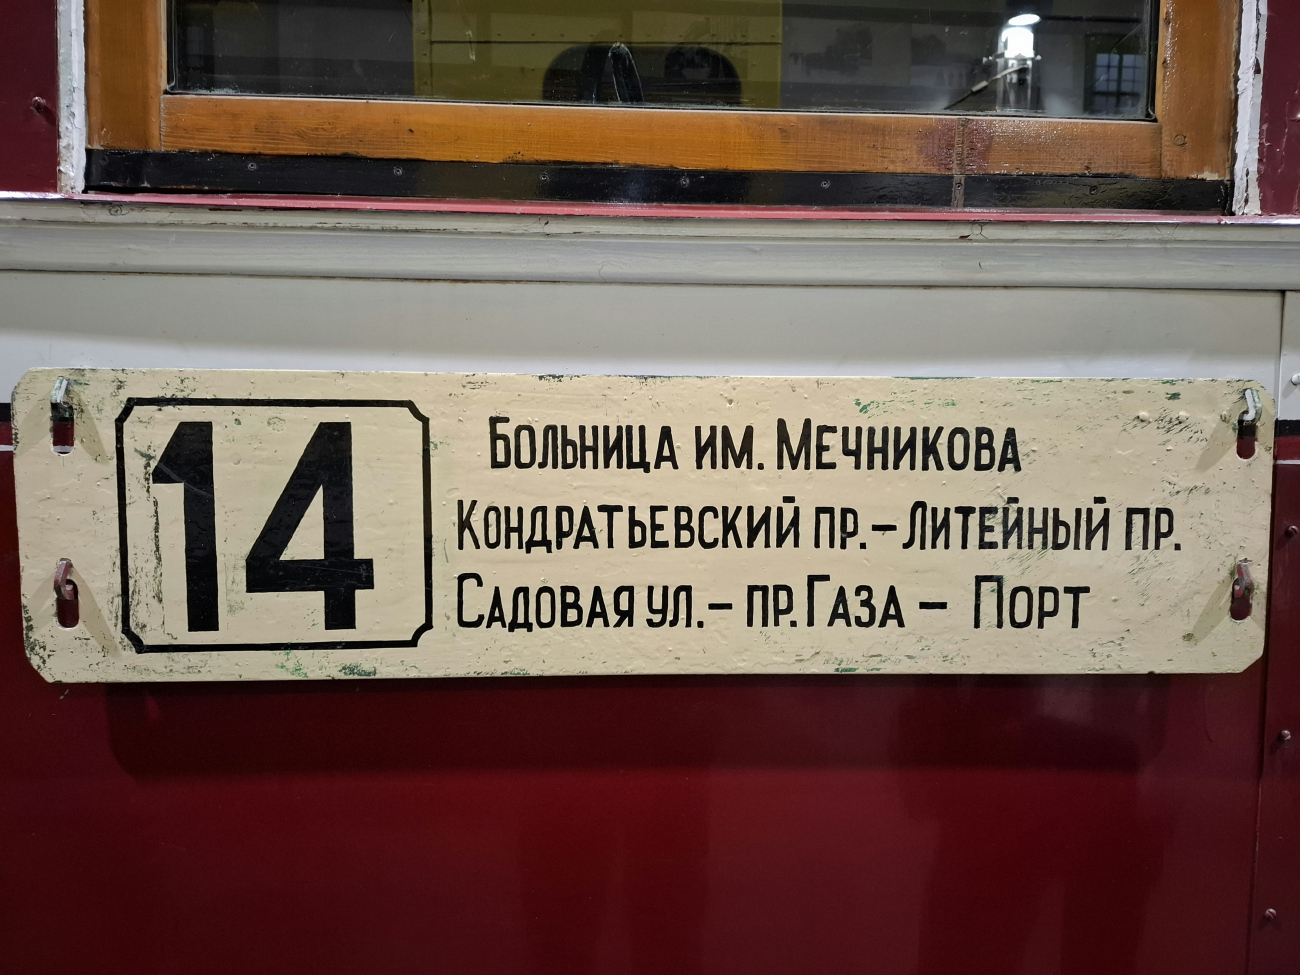 14
Больница им. Мечникова
Кондратьевский пр. – Литейный пр.
Садовая ул. – пр. Газа – Порт